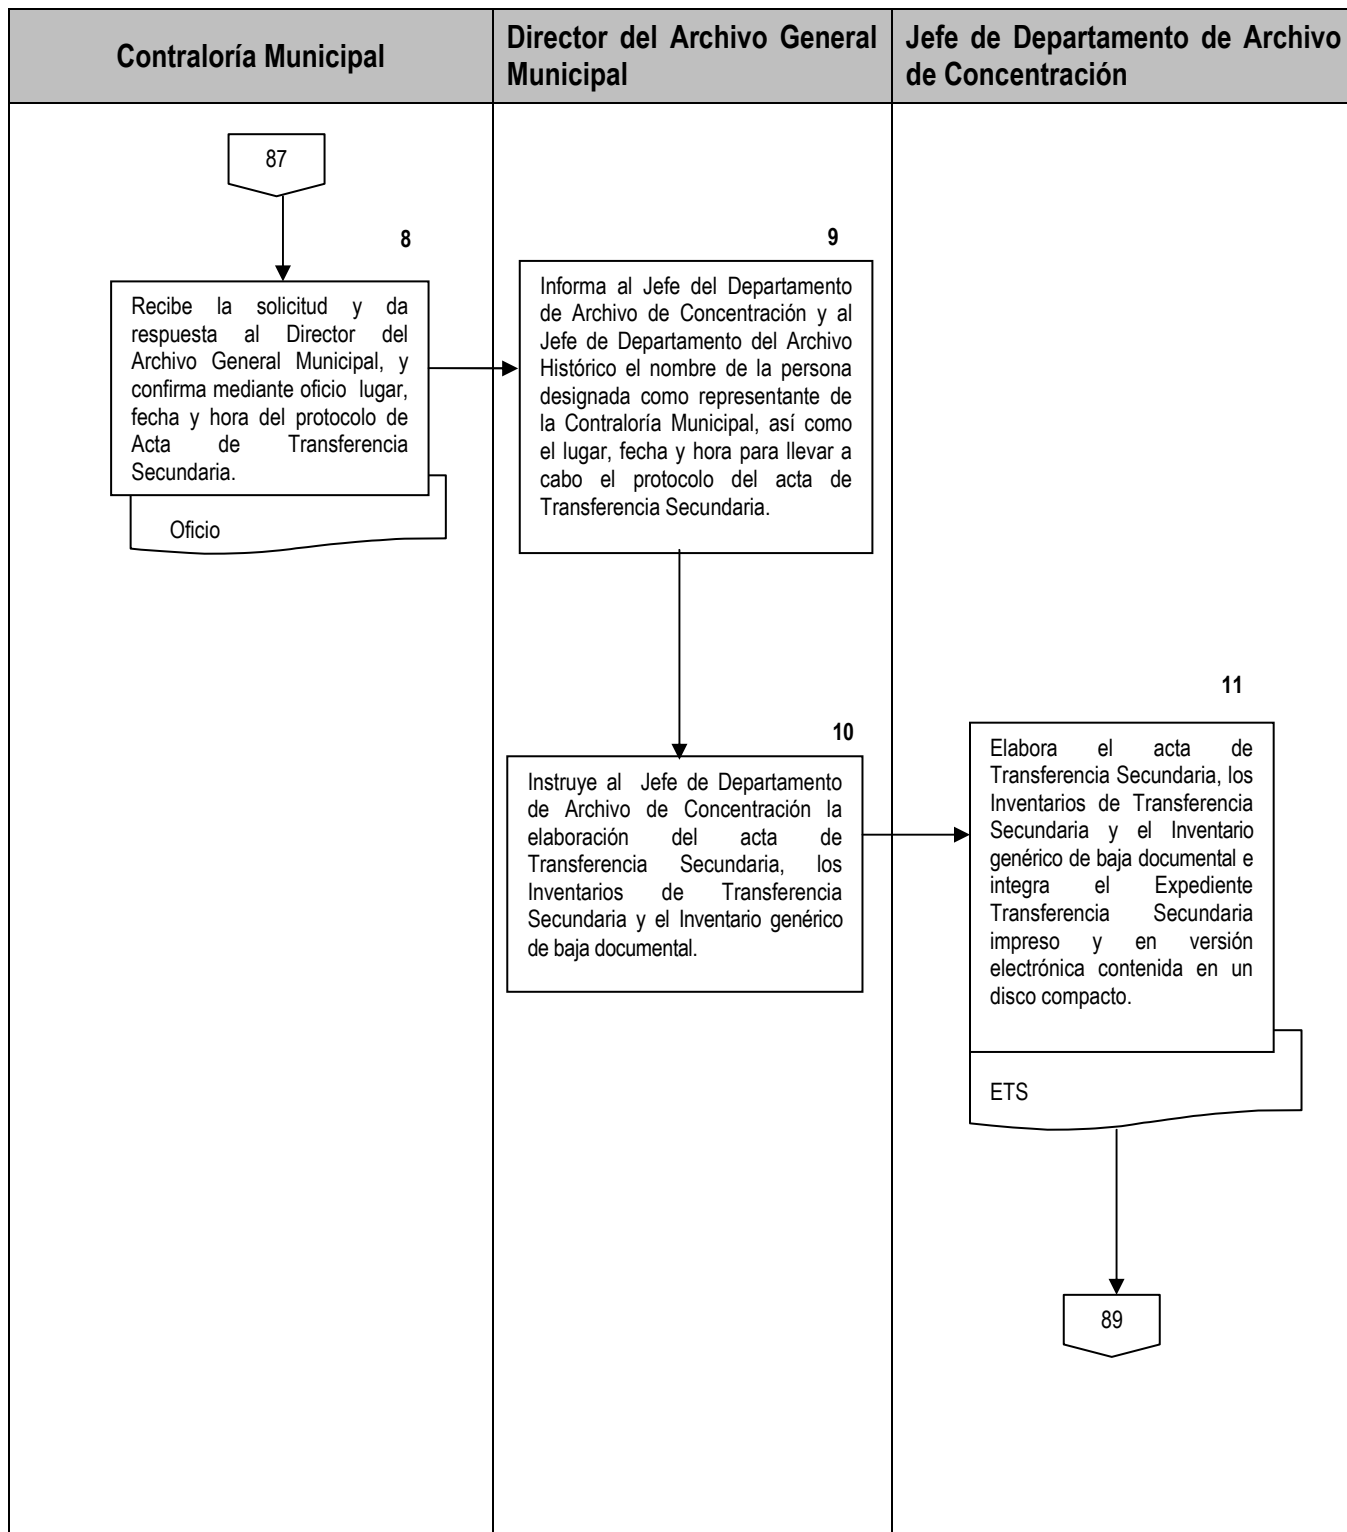 Contraloría Municipal
Director del Archivo General
Municipal
Jefe de Departamento de Archivo
de Concentración
87
8
Recibe la solicitud y da
respuesta al Director del
Archivo General Municipal, y
confirma mediante oficio lugar,
fecha y hora del protocolo de
Acta de Transferencia
Secundaria.
Oficio
9
Informa al Jefe del Departamento
de Archivo de Concentración y al
Jefe de Departamento del Archivo
Histórico el nombre de la persona
designada como representante de
la Contraloría Municipal, así como
el lugar, fecha y hora para llevar a
cabo el protocolo del acta de
Transferencia Secundaria.
10
Instruye al Jefe de Departamento
de Archivo de Concentración la
elaboración del acta de
Transferencia Secundaria, los
Inventarios de Transferencia
Secundaria y el Inventario genérico
de baja documental.
11
Elabora el acta de
Transferencia Secundaria, los
Inventarios de Transferencia
Secundaria y el Inventario
genérico de baja documental e
integra el Expediente
Transferencia Secundaria
impreso y en versión
electrónica contenida en un
disco compacto.
ETS
89